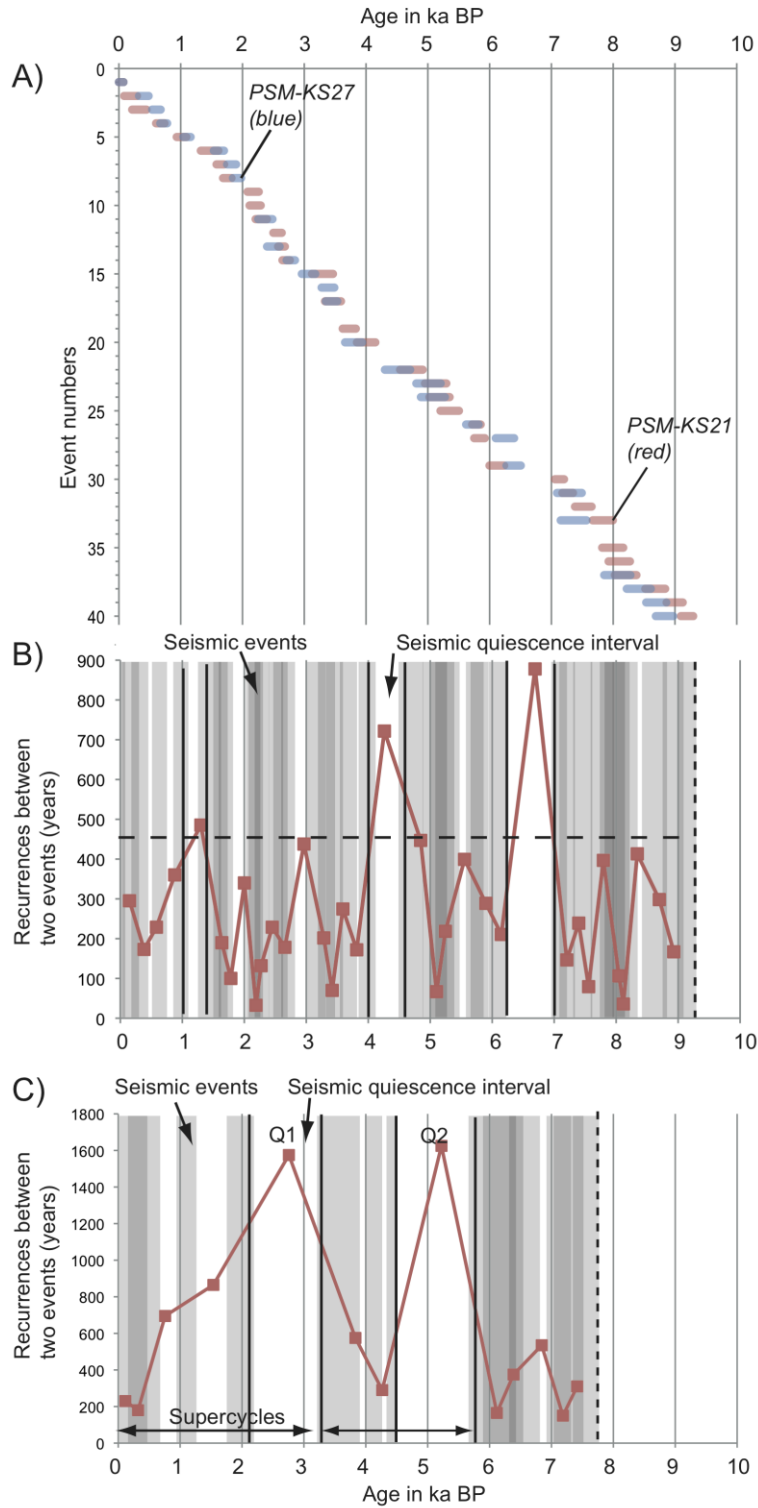 Age in ka BP
0 1 2 3 4 5 6 7 8 9 10
A)
0
5
10
15
20
25
30
35
40
Event numbers
PSM-KS27
(blue)
PSM-KS21
(red)
B)
Seismic events
Seismic quiescence interval
900
800
700
600
500
400
300
200
100
0
Recurrences between
two events (years)
0 1 2 3 4 5 6 7 8 9 10
C)
Seismic events
Seismic quiescence interval
1800
1600
1400
1200
1000
800
600
400
200
0
Recurrences between
two events (years)
Q1
Q2
Supercycles
0 1 2 3 4 5 6 7 8 9 10
Age in ka BP